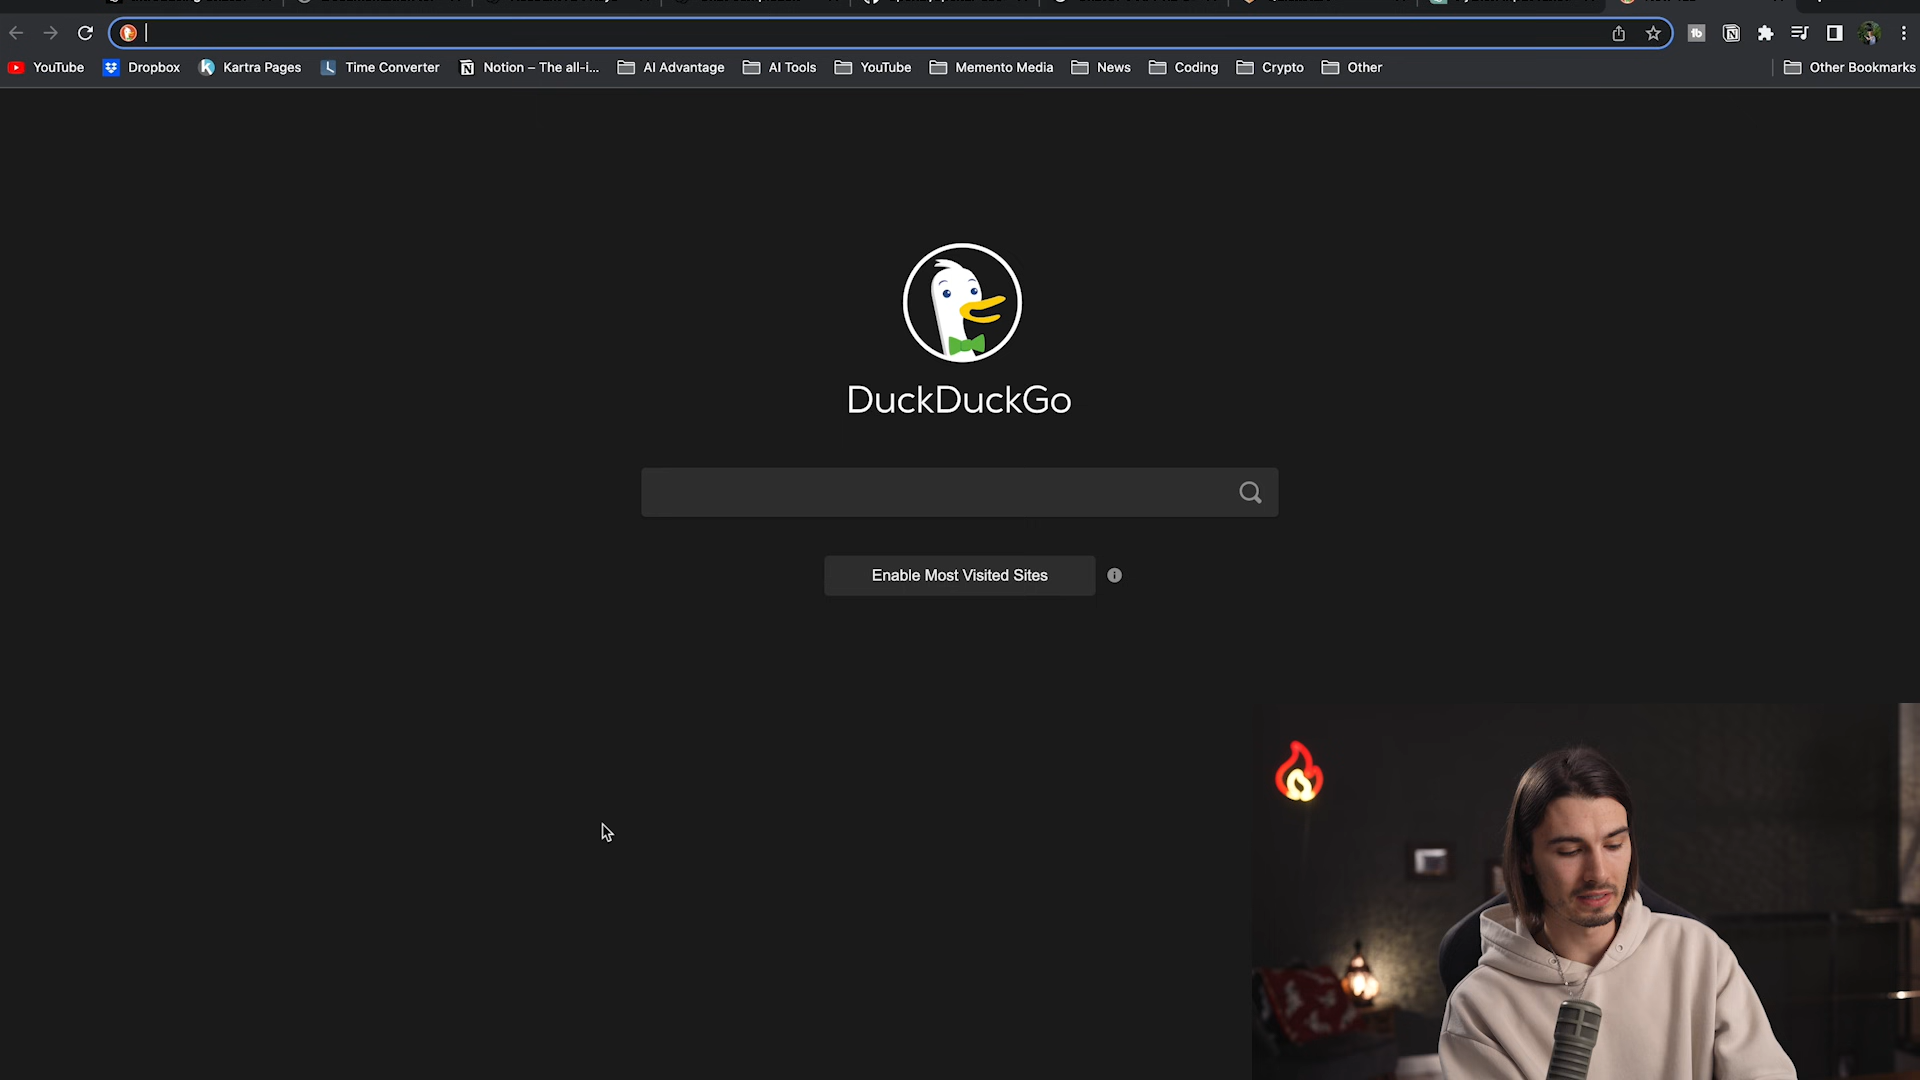 YouTube Dropbox Kartra Pages Time Converter Notion – The all-i... AI Advantage AI Tools YouTube Memento Media News Coding Crypto Other Other Bookmarks
DuckDuckGo
Enable Most Visited Sites